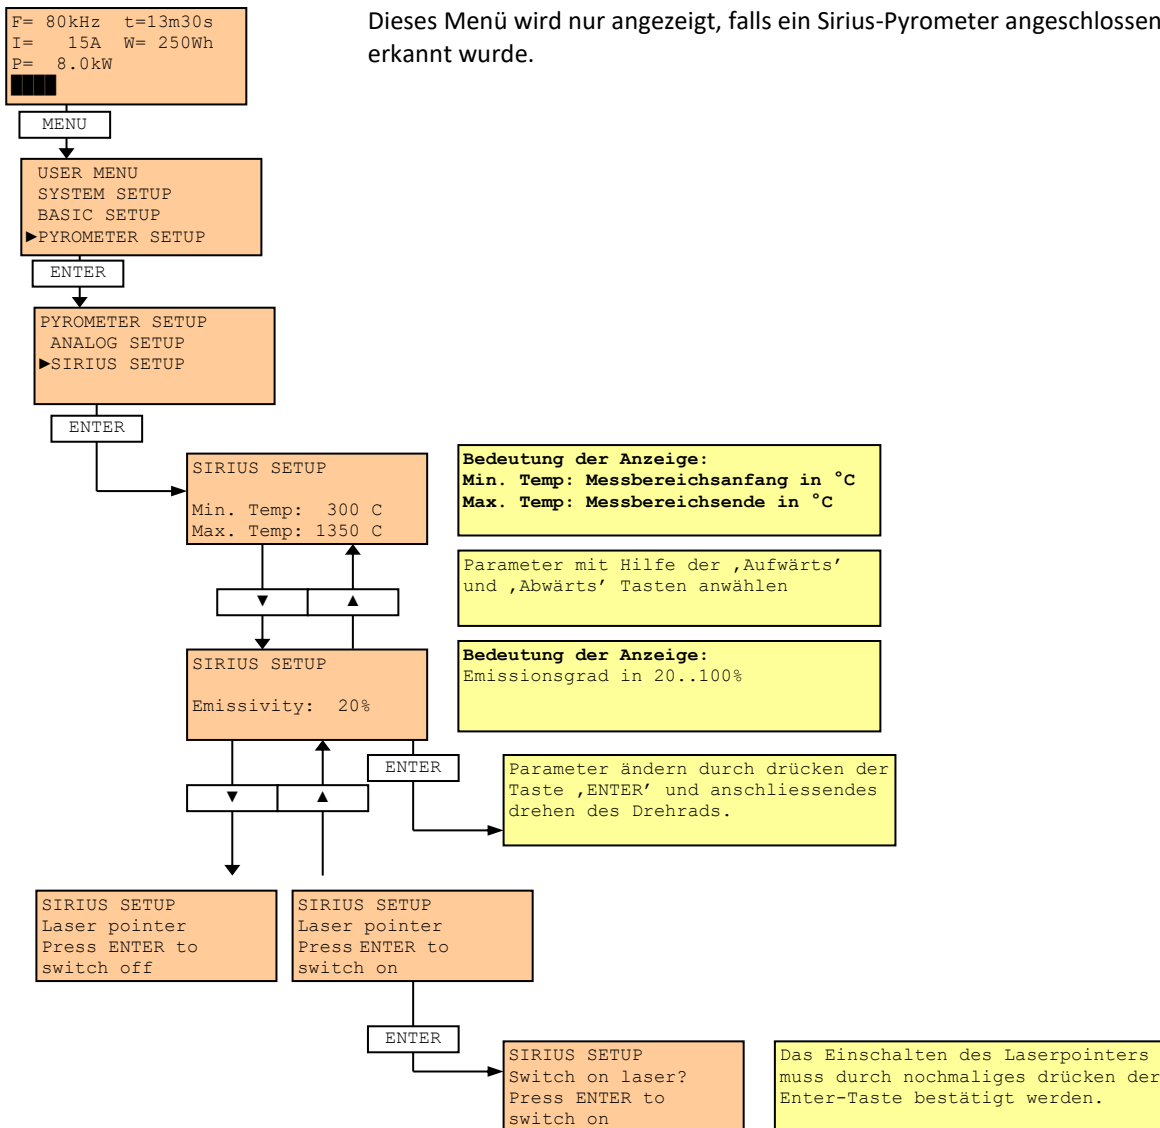 F= 80kHz t=13m30s
I= 15A W= 250Wh
P= 8.0kW
Dieses Menü wird nur angezeigt, falls ein Sirius-Pyrometer angeschlossen
erkannt wurde.
MENU
USER MENU
SYSTEM SETUP
BASIC SETUP
►PYROMETER SETUP
ENTER
PYROMETER SETUP
ANALOG SETUP
►SIRIUS SETUP
ENTER
SIRIUS SETUP
Min. Temp: 300 C
Max. Temp: 1350 C
Bedeutung der Anzeige:
Min. Temp: Messbereichsanfang in °C
Max. Temp: Messbereichsende in °C
Parameter mit Hilfe der ‚Aufwärts’
und ‚Abwärts’ Tasten anwählen
▼ ▲
SIRIUS SETUP
Emissivity: 20%
Bedeutung der Anzeige:
Emissionsgrad in 20..100%
ENTER
Parameter ändern durch drücken der
Taste ‚ENTER’ und anschliessendes
drehen des Drehrads.
▼ ▲
SIRIUS SETUP
Laser pointer
Press ENTER to
switch off
SIRIUS SETUP
Laser pointer
Press ENTER to
switch on
ENTER
SIRIUS SETUP
Switch on laser?
Press ENTER to
switch on
Das Einschalten des Laserpointers
muss durch nochmaliges drücken der
Enter-Taste bestätigt werden.